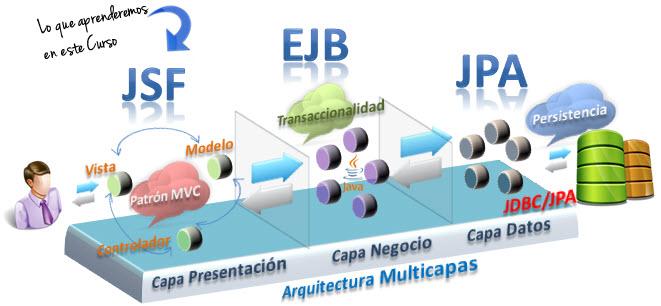 Lo que aprenderemos
en este Curso
JSF
EJB
JPA
Transaccionalidad
Persistencia
Modelo
Vista
Patrón MVC
Java
Controlador
JDBC/JPA
Capa Presentación
Capa Negocio
Capa Datos
Arquitectura Multicapas